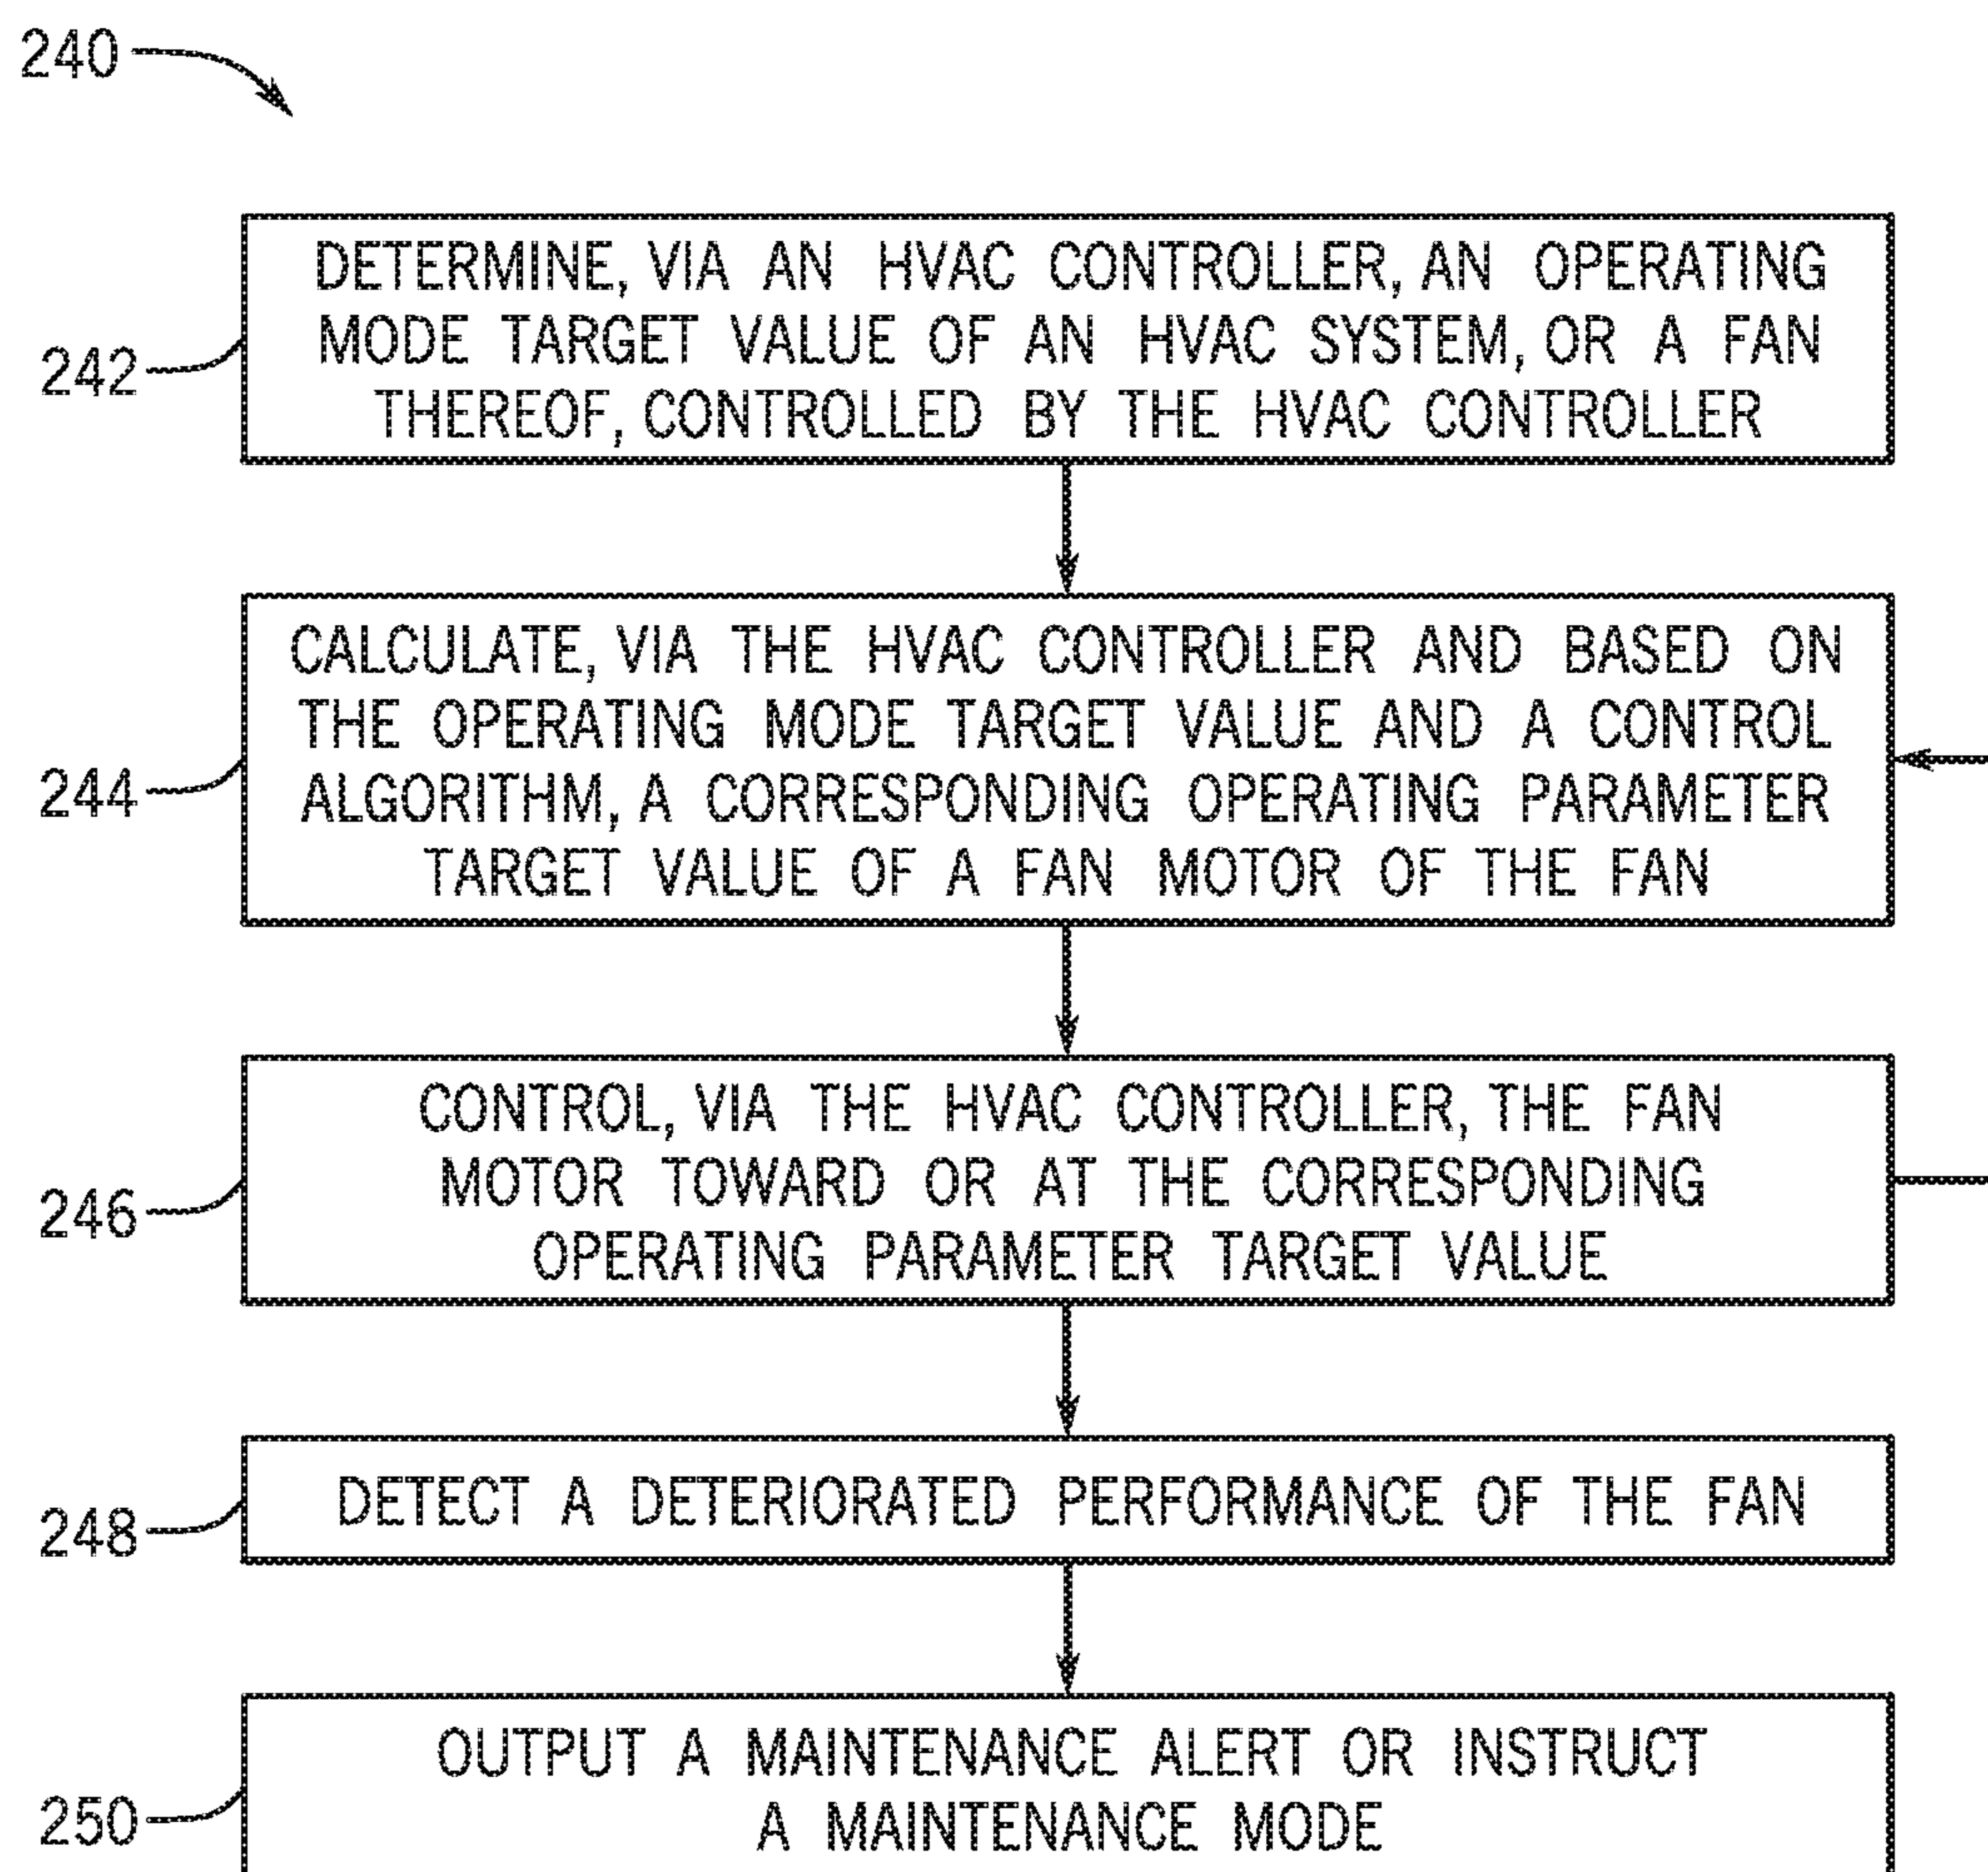 240
DETERMINE, VIA AN HVAC CONTROLLER, AN OPERATING
MODE TARGET VALUE OF AN HVAC SYSTEM, OR A FAN
THEREOF, CONTROLLED BY THE HVAC CONTROLLER
242
CALCULATE, VIA THE HVAC CONTROLLER AND BASED ON
THE OPERATING MODE TARGET VALUE AND A CONTROL
ALGORITHM, A CORRESPONDING OPERATING PARAMETER
TARGET VALUE OF A FAN MOTOR OF THE FAN
244
CONTROL, VIA THE HVAC CONTROLLER, THE FAN
MOTOR TOWARD OR AT THE CORRESPONDING
OPERATING PARAMETER TARGET VALUE
246
DETECT A DETERIORATED PERFORMANCE OF THE FAN
248
OUTPUT A MAINTENANCE ALERT OR INSTRUCT
A MAINTENANCE MODE
250